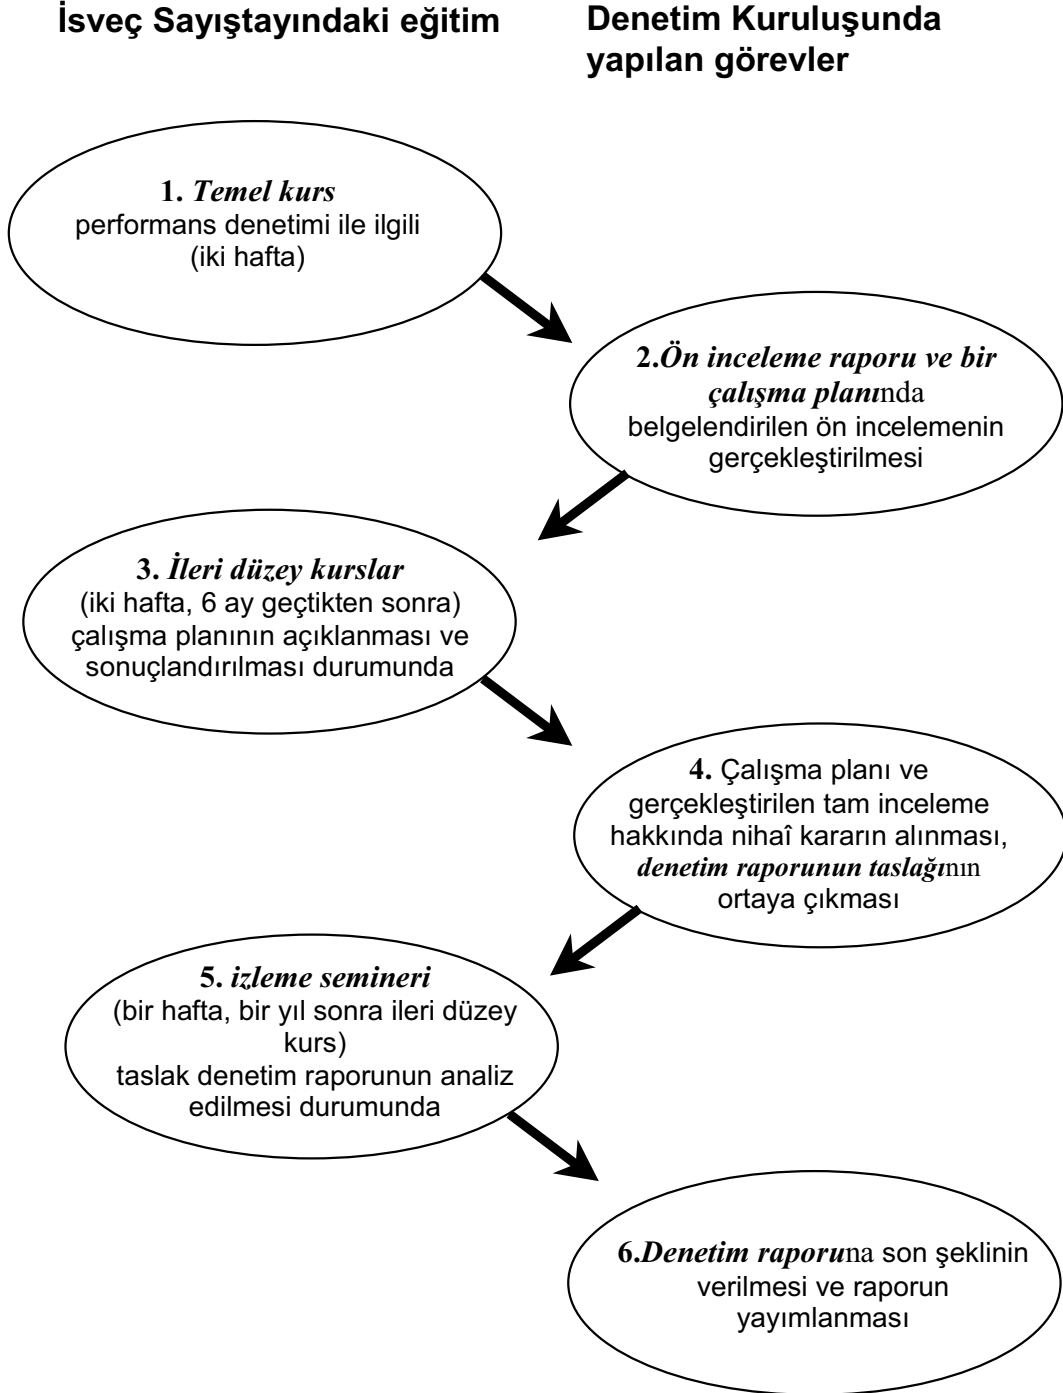 İsveç Sayıştayındaki eğitim
Denetim Kuruluşunda
yapılan görevler
1. Temel kurs
performans denetimi ile ilgili
(iki hafta)
2.Ön inceleme raporu ve bir
çalışma planında
belgelendirilen ön incelemenin
gerçekleştirilmesi
3. İleri düzey kurslar
(iki hafta, 6 ay geçtikten sonra)
çalışma planının açıklanması ve
sonuçlandırılması durumunda
4. Çalışma planı ve
gerçekleştirilen tam inceleme
hakkında nihaî kararın alınması,
denetim raporunun taslağının
ortaya çıkması
5. izleme semineri
(bir hafta, bir yıl sonra ileri düzey
kurs)
taslak denetim raporunun analiz
edilmesi durumunda
6.Denetim raporuna son şeklinin
verilmesi ve raporun
yayımlanması